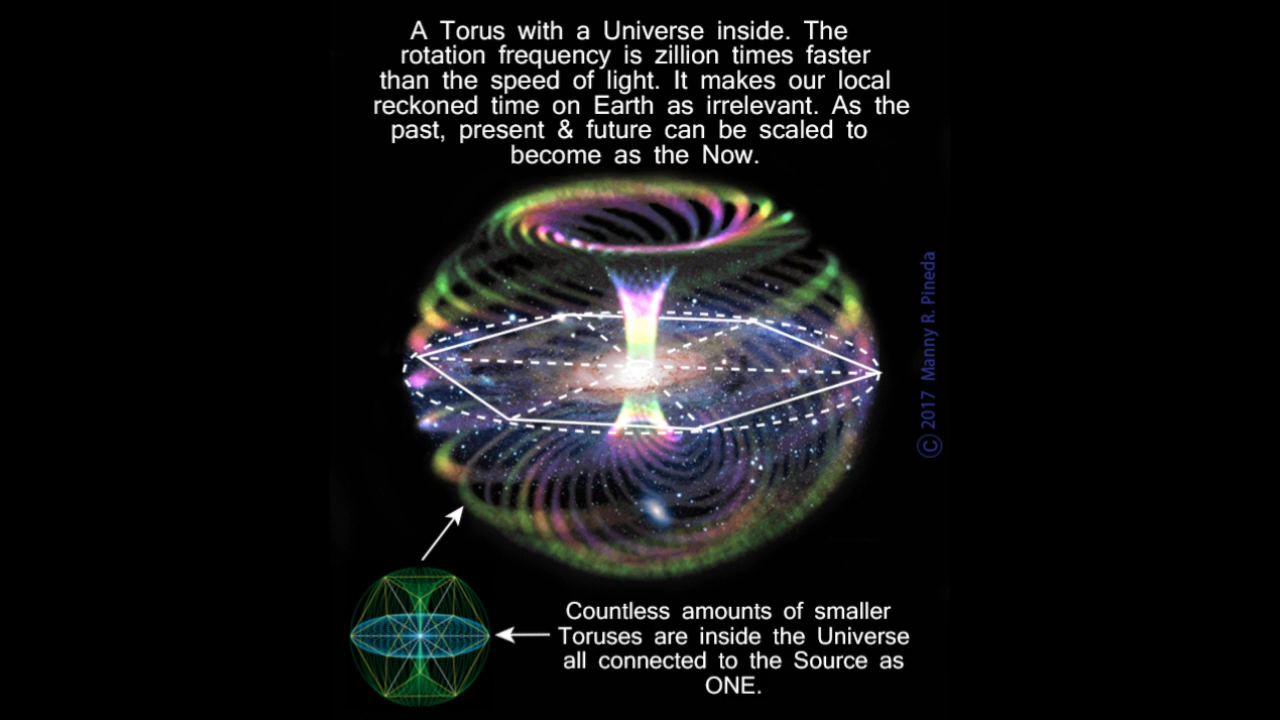 A Torus with a Universe inside. The
rotation frequency is zillion times faster
than the speed of light. It makes our local
reckoned time on Earth as irrelevant. As the
past, present & future can be scaled to
become as the Now.
© 2017 Manny R. Pineda
Countless amounts of smaller
Toruses are inside the Universe
all connected to the Source as
ONE.